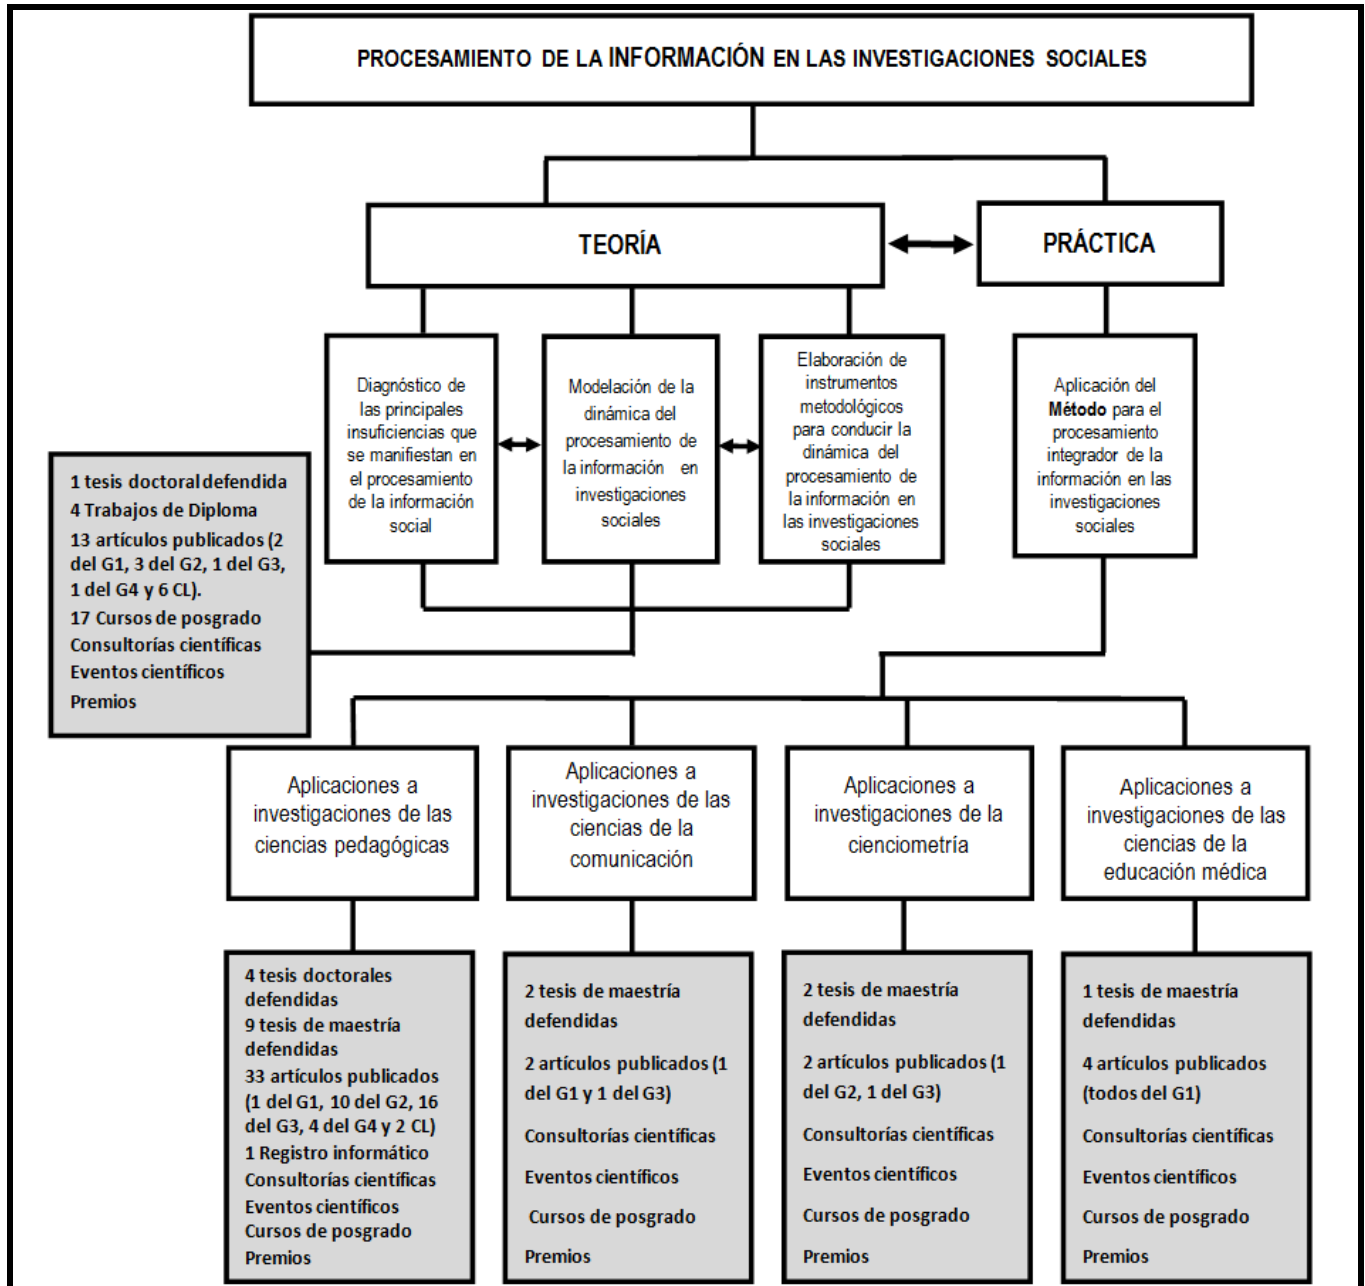 PROCESAMIENTO DE LA INFORMACIÓN EN LAS INVESTIGACIONES SOCIALES
TEORÍA
PRÁCTICA
Diagnóstico de
las principales
insuficiencias que
se manifiestan en
el procesamiento
de la información
social
Modelación de la
dinámica del
procesamiento de
la información en
investigaciones
sociales
Elaboración de
instrumentos
metodológicos
para conducir la
dinámica del
procesamiento de
la información en
las investigaciones
sociales
Aplicación del
Método para el
procesamiento
integrador de la
información en las
investigaciones
sociales
1 tesis doctoral defendida
4 Trabajos de Diploma
13 artículos publicados (2
del G1, 3 del G2, 1 del G3,
1 del G4 y 6 CL).
17 Cursos de posgrado
Consultorías científicas
Eventos científicos
Premios
Aplicaciones a
investigaciones de las
ciencias pedagógicas
Aplicaciones a
investigaciones de las
ciencias de la
comunicación
Aplicaciones a
investigaciones de la
cienciometría
Aplicaciones a
investigaciones de las
ciencias de la
educación médica
4 tesis doctorales
defendidas
9 tesis de maestría
defendidas
33 artículos publicados
(1 del G1, 10 del G2, 16
del G3, 4 del G4 y 2 CL)
1 Registro informático
Consultorías científicas
Eventos científicos
Cursos de posgrado
Premios
2 tesis de maestría
defendidas
2 artículos publicados (1
del G1 y 1 del G3)
Consultorías científicas
Eventos científicos
Cursos de posgrado
Premios
2 tesis de maestría
defendidas
2 artículos publicados (1
del G2, 1 del G3)
Consultorías científicas
Eventos científicos
Cursos de posgrado
Premios
1 tesis de maestría
defendidas
4 artículos publicados
(todos del G1)
Consultorías científicas
Eventos científicos
Cursos de posgrado
Premios